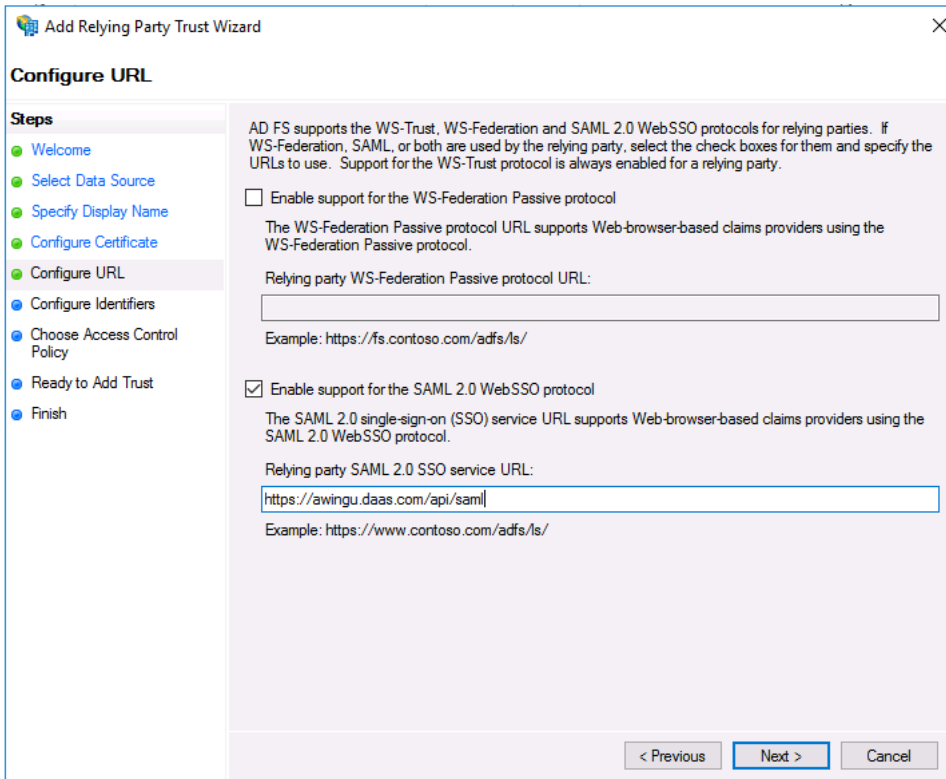 Add Relying Party Trust Wizard
Configure URL
Steps
Welcome
Select Data Source
Specify Display Name
Configure Certificate
Configure URL
Configure Identifiers
Choose Access Control
Policy
Ready to Add Trust
Finish
AD FS supports the WS-Trust, WS-Federation and SAML 2.0 WebSSO protocols for relying parties.  If
WS-Federation, SAML, or both are used by the relying party, select the check boxes for them and specify the
URLs to use.  Support for the WS-Trust protocol is always enabled for a relying party.
Enable support for the WS-Federation Passive protocol
The WS-Federation Passive protocol URL supports Web-browser-based claims providers using the
WS-Federation Passive protocol.
Relying party WS-Federation Passive protocol URL:
Example: https://fs.contoso.com/adfs/ls/
Enable support for the SAML 2.0 WebSSO protocol
The SAML 2.0 single-sign-on (SSO) service URL supports Web-browser-based claims providers using the
SAML 2.0 WebSSO protocol.
Relying party SAML 2.0 SSO service URL:
https://awingu.daas.com/api/saml
Example: https://www.contoso.com/adfs/ls/
< Previous
Next >
Cancel